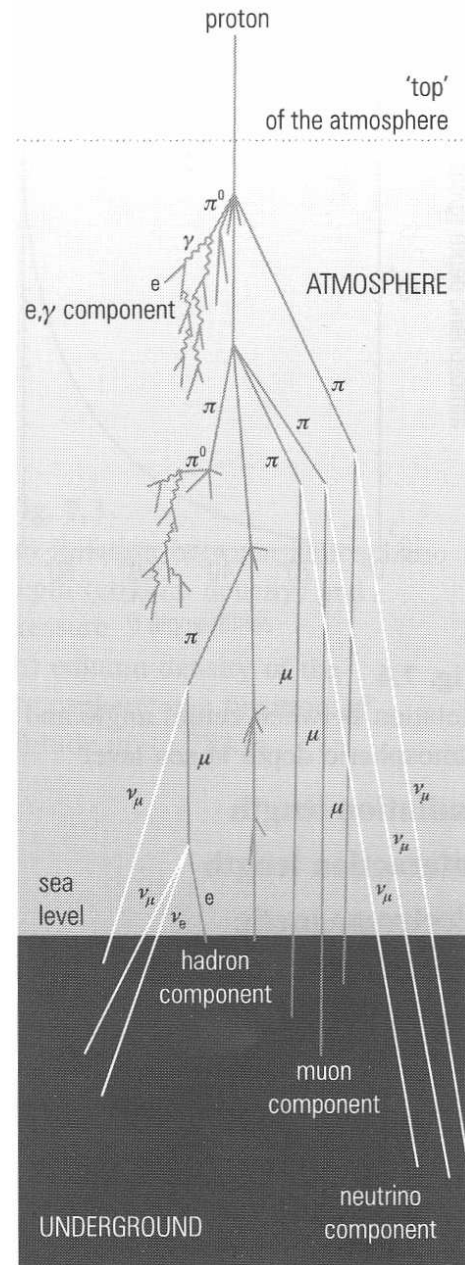 proton
'top'
of the atmosphere
π⁰
γ
e
ATMOSPHERE
e,γ component
π
π
π
π
π⁰
π
μ
μ
μ
μ
ν_μ
ν_μ
ν_μ
ν_μ
sea
level
ν_μ
ν_e
e
hadron
component
muon
component
neutrino
component
UNDERGROUND